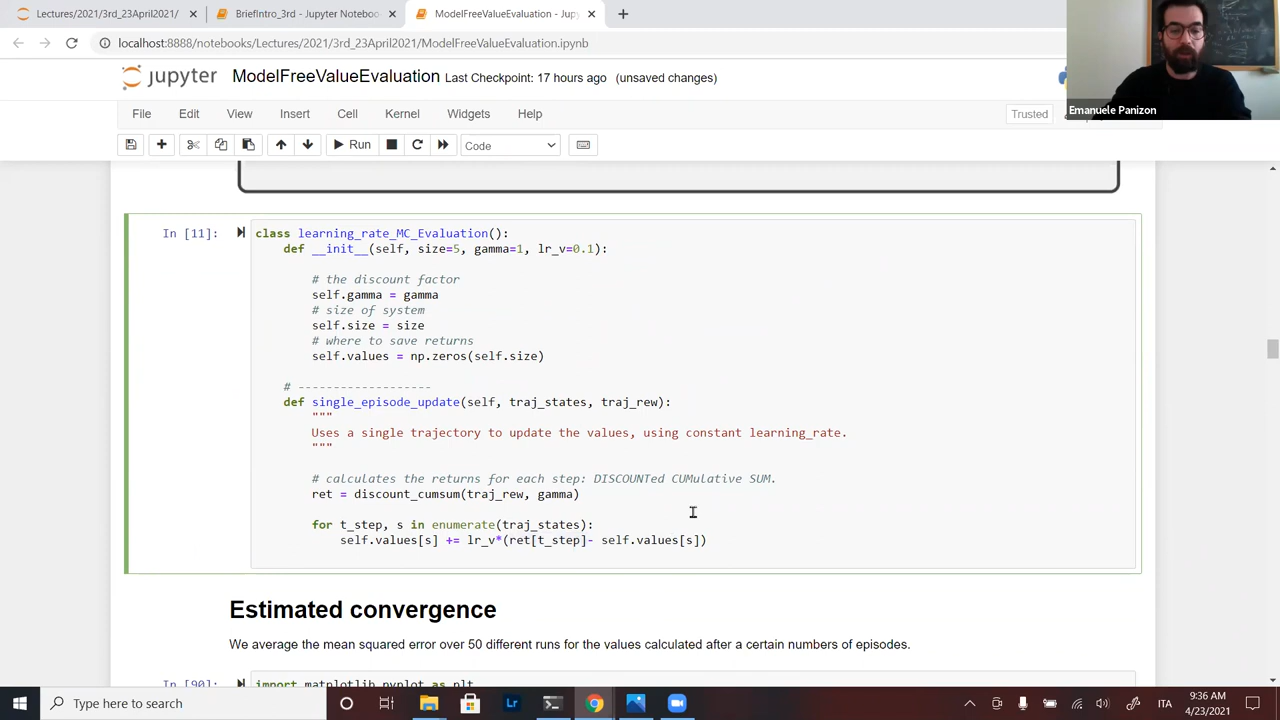 Lectures/2021/3rd_23April2021/
BriefIntro_3rd - Jupyter Notebo
ModelFreeValueEvaluation - Jup
localhost:8888/notebooks/Lectures/2021/3rd_23April2021/ModelFreeValueEvaluation.ipynb
jupyter ModelFreeValueEvaluation Last Checkpoint: 17 hours ago (unsaved changes)
Emanuele Panizon
File Edit View Insert Cell Kernel Widgets Help
Trusted
Run
Code
In [11]:
class learning_rate_MC_Evaluation():
def __init__(self, size=5, gamma=1, lr_v=0.1):
# the discount factor
self.gamma = gamma
# size of system
self.size = size
# where to save returns
self.values = np.zeros(self.size)
# -------------------
def single_episode_update(self, traj_states, traj_rew):
"""
Uses a single trajectory to update the values, using constant learning_rate.
"""
# calculates the returns for each step: DISCOUNTed CUMulative SUM.
ret = discount_cumsum(traj_rew, gamma)
for t_step, s in enumerate(traj_states):
self.values[s] += lr_v*(ret[t_step]- self.values[s])
Estimated convergence
We average the mean squared error over 50 different runs for the values calculated after a certain numbers of episodes.
In [90]:
import matplotlib.pyplot as plt
Type here to search
ITA
9:36 AM
4/23/2021